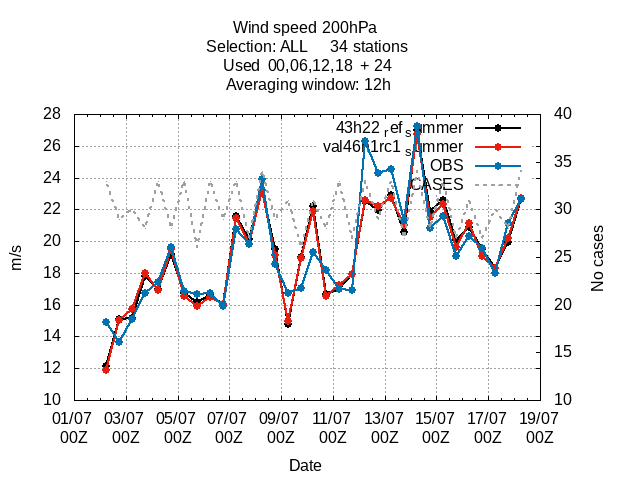 Wind speed 200hPa
Selection: ALL 34 stations
Used 00,06,12,18 + 24
Averaging window: 12h
28
26
24
22
20
18
16
14
12
10
m/s
40
35
30
25
20
15
10
No cases
43h22_ref_summer
OBS
CASES
01/07 03/07 05/07 07/07 09/07 11/07 13/07 15/07 17/07 19/07
00Z 00Z 00Z 00Z 00Z 00Z 00Z 00Z 00Z 00Z
Date